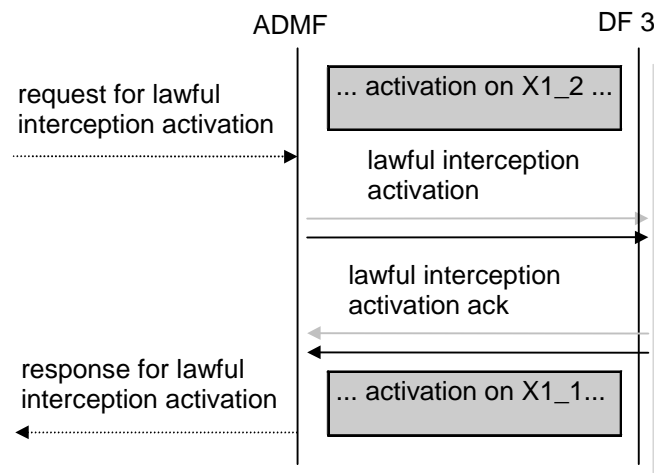 ADMF
DF 3
... activation on X1_2 ...
request for lawful
interception activation
lawful interception
activation
lawful interception
activation ack
response for lawful
interception activation
... activation on X1_1...